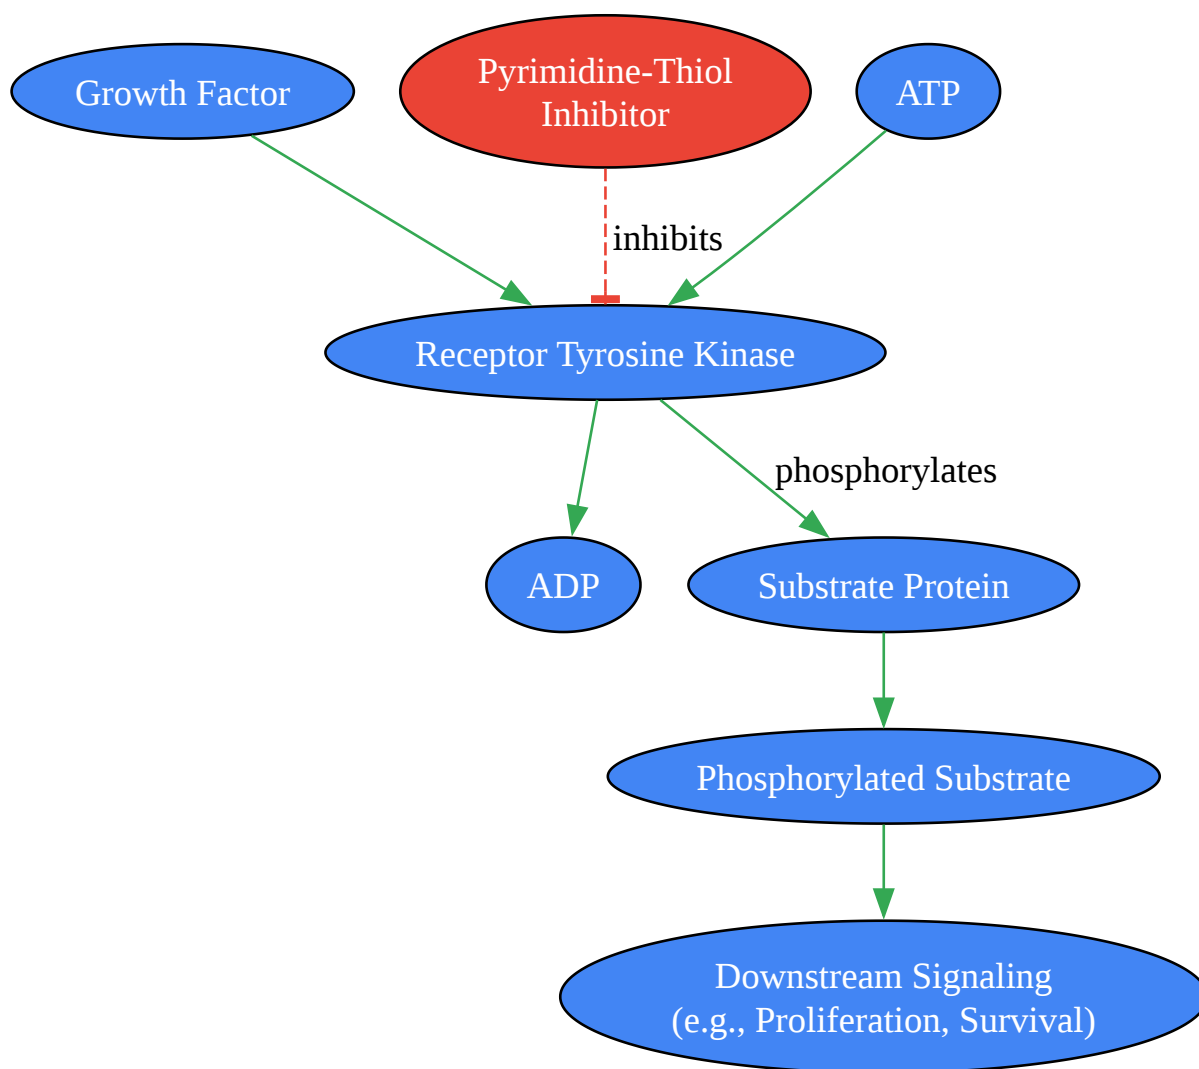 Growth Factor
Pyrimidine-Thiol
Inhibitor
ATP
inhibits
Receptor Tyrosine Kinase
phosphorylates
ADP
Substrate Protein
Phosphorylated Substrate
Downstream Signaling
(e.g., Proliferation, Survival)